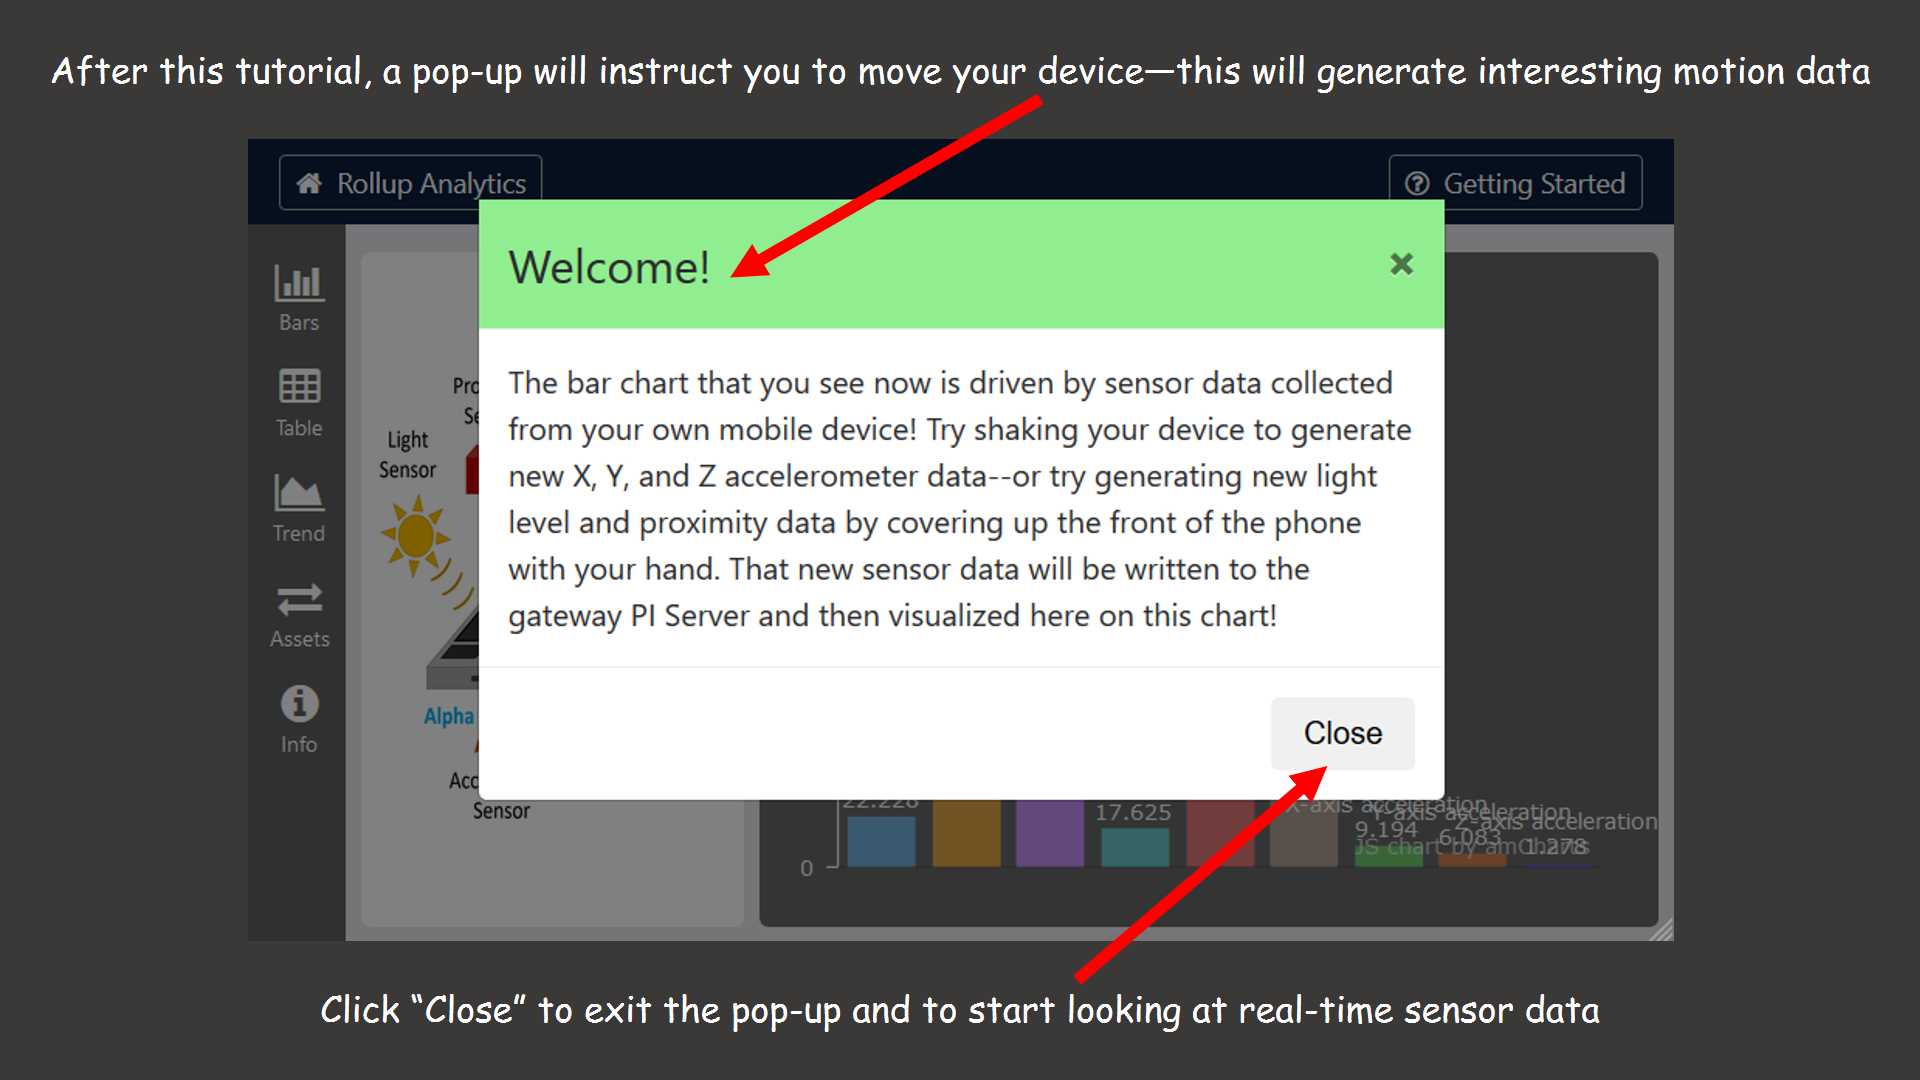 After this tutorial, a pop-up will instruct you to move your device—this will generate interesting motion data
Rollup Analytics
Getting Started
Welcome!
Bars
Table
Trend
Assets
Info
Light
Sensor
The bar chart that you see now is driven by sensor data collected
from your own mobile device! Try shaking your device to generate
new X, Y, and Z accelerometer data--or try generating new light
level and proximity data by covering up the front of the phone
with your hand. That new sensor data will be written to the
gateway PI Server and then visualized here on this chart!
Close
Alpha
Sensor
22.228
17.625
X-axis acceleration
Y-axis acceleration
Z-axis acceleration
9.194
6.083
1.278
JS chart by amCharts
0
Click “Close” to exit the pop-up and to start looking at real-time sensor data